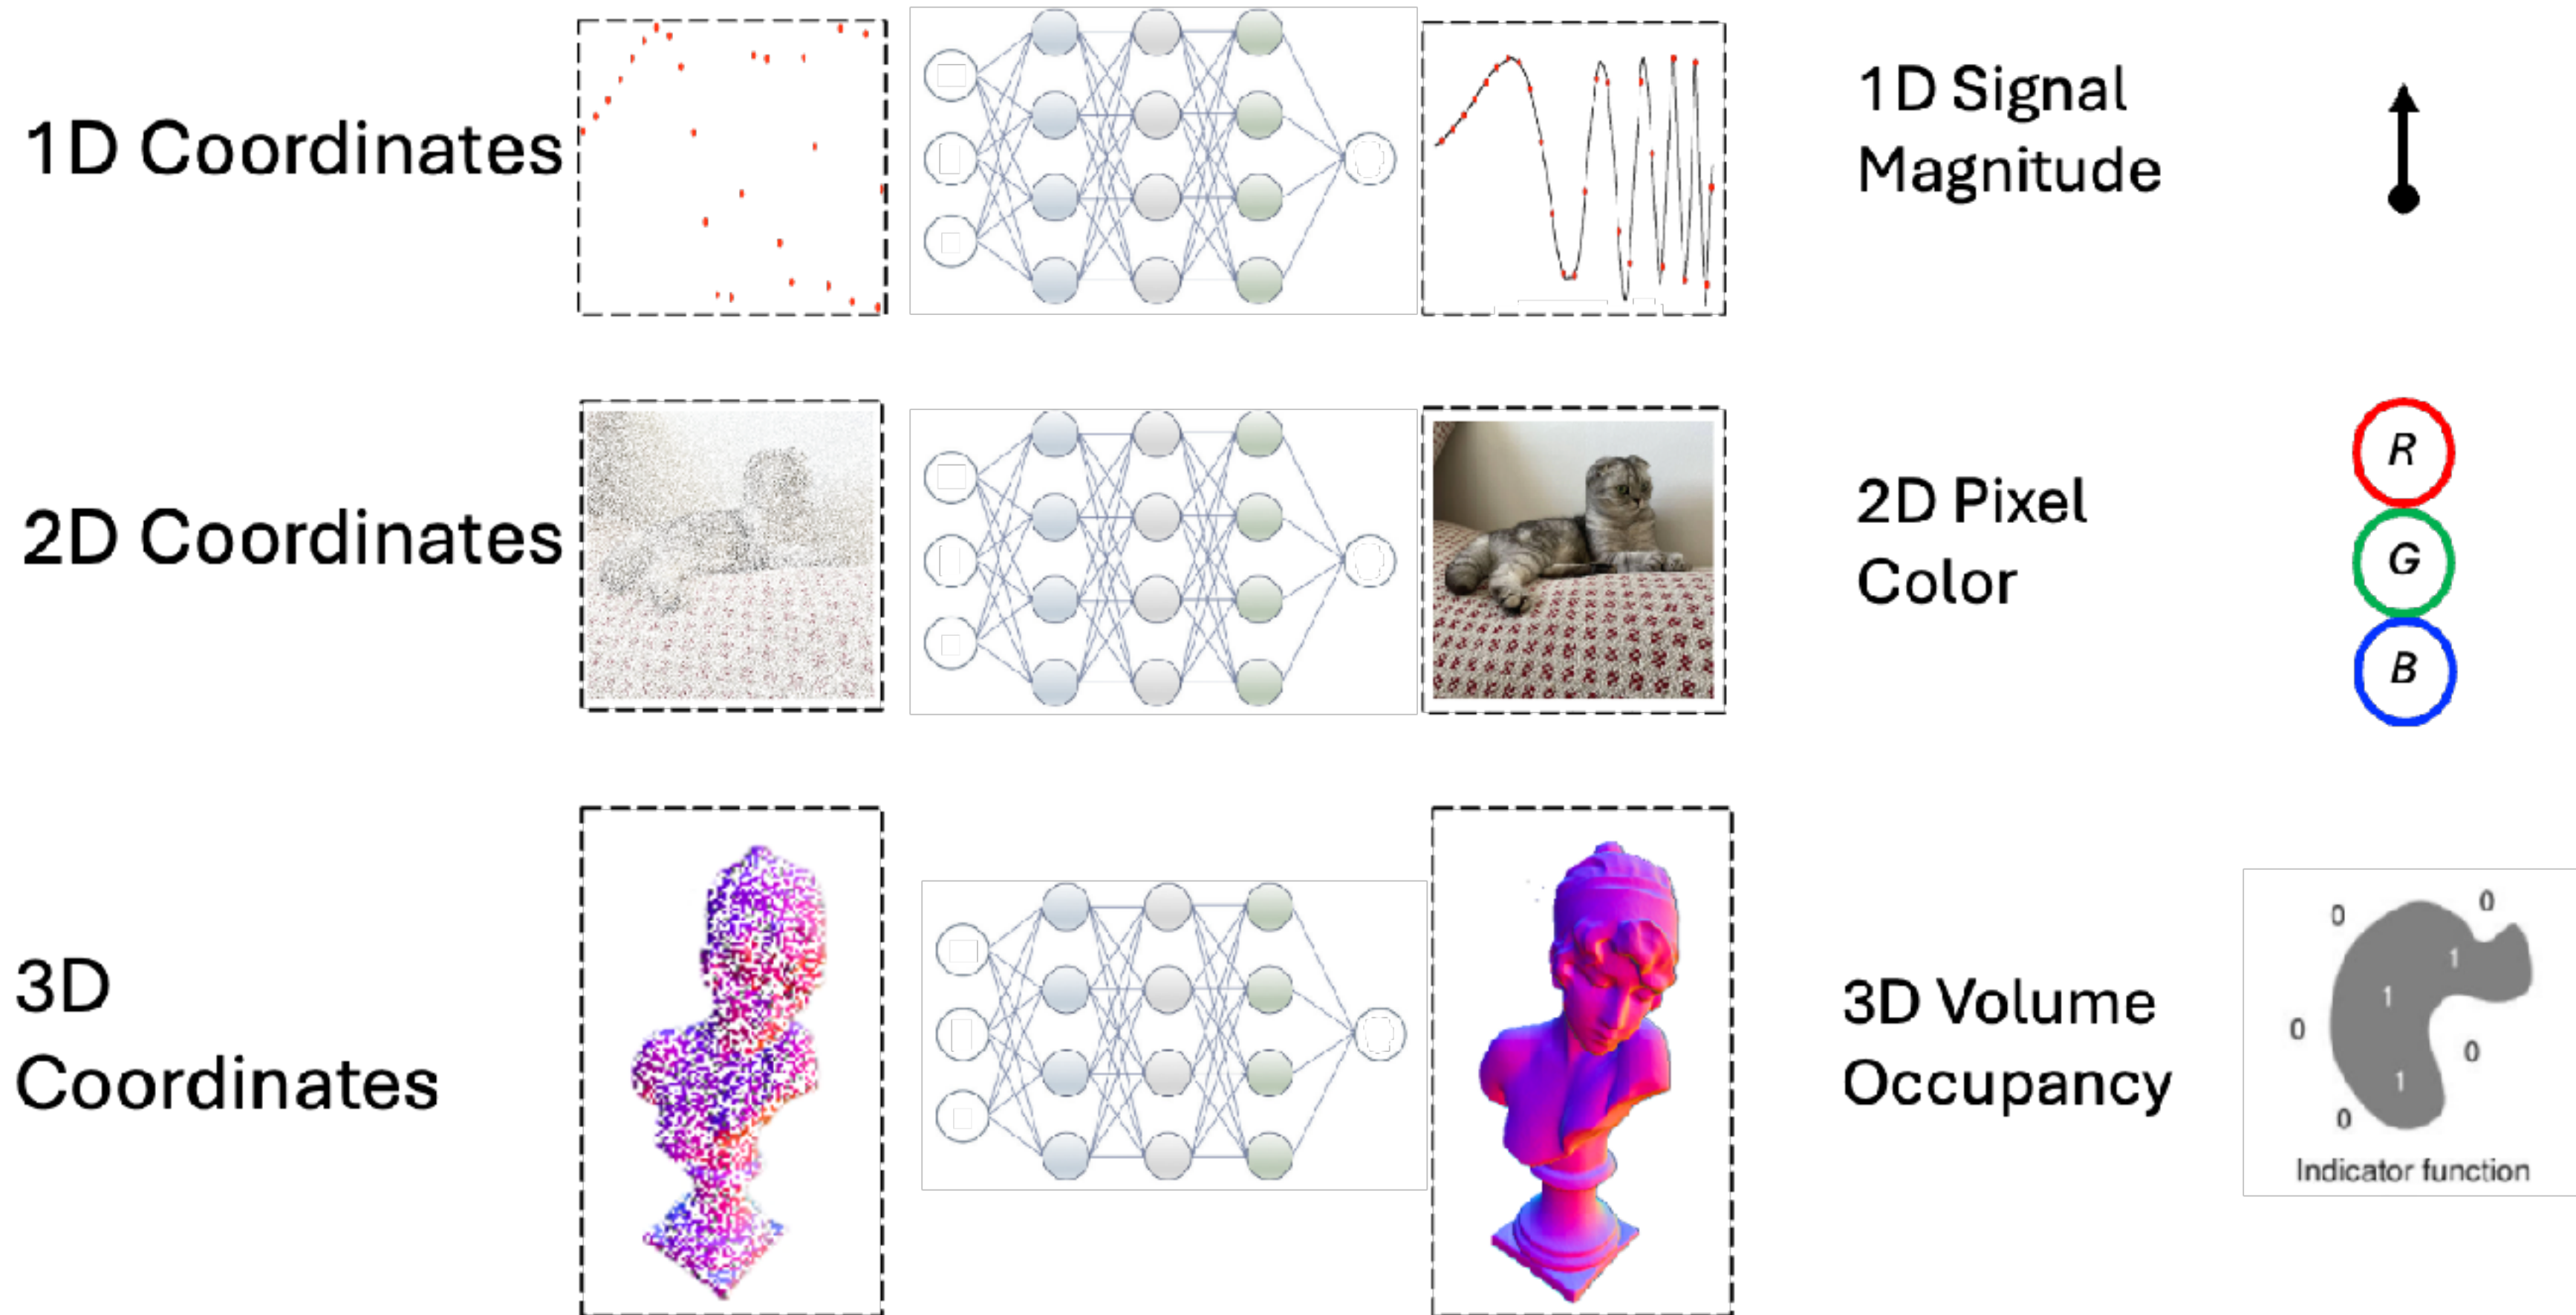 1D Coordinates
1D Signal
Magnitude
2D Coordinates
2D Pixel
Color
R
G
B
3D
Coordinates
3D Volume
Occupancy
0
0
1
1
0
0
1
0
Indicator function